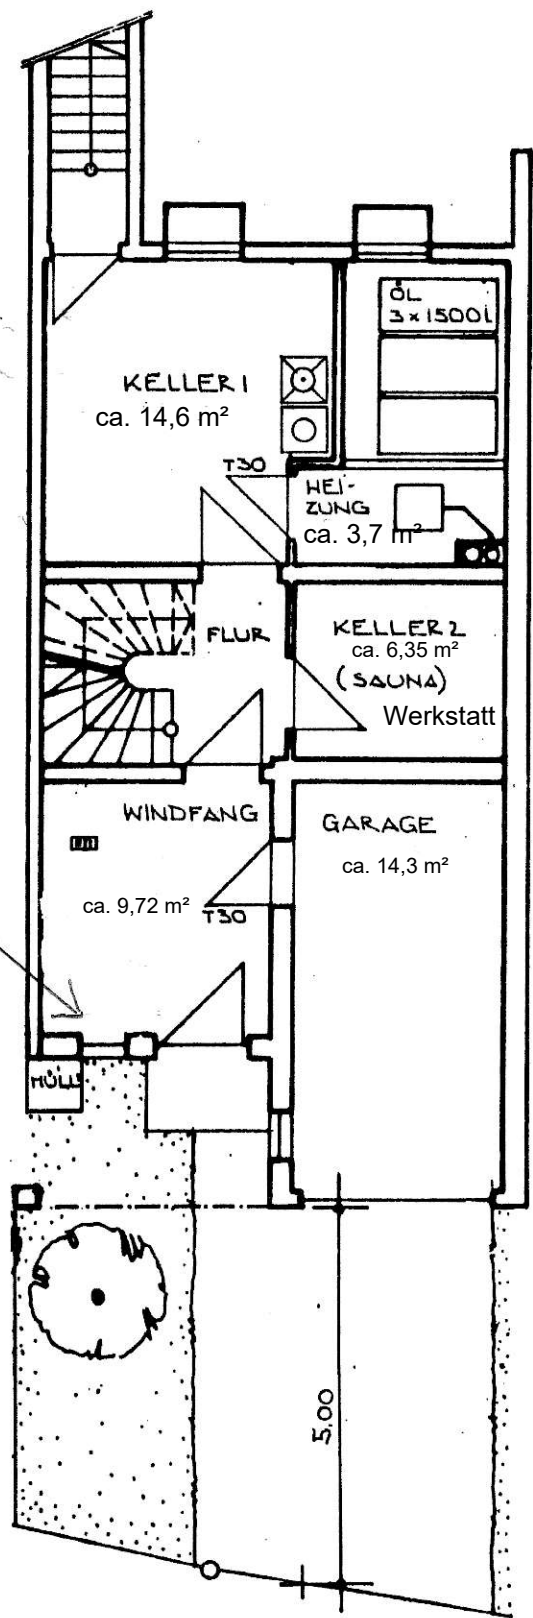 ÖL
3 x 1500 l
KELLER 1
ca. 14,6 m²
T30
HEI-
ZUNG
ca. 3,7 m²
FLUR
KELLER 2
ca. 6,35 m²
(SAUNA)
Werkstatt
WINDFANG
GARAGE
ca. 14,3 m²
ca. 9,72 m²
T30
MÜLL
5.00